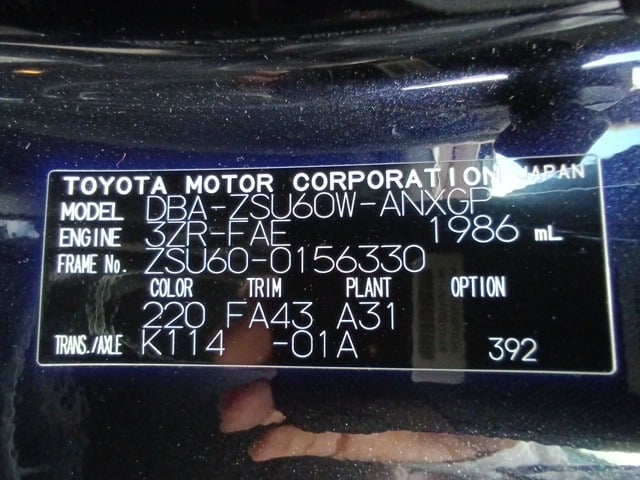 TOYOTA MOTOR CORPORATION JAPAN
MODEL DBA-ZSU60W-ANXGP
ENGINE 3ZR-FAE 1986 mL
FRAME No. ZSU60-0156330
COLOR TRIM PLANT OPTION
220 FA43 A31
TRANS./AXLE K114 -01A 392